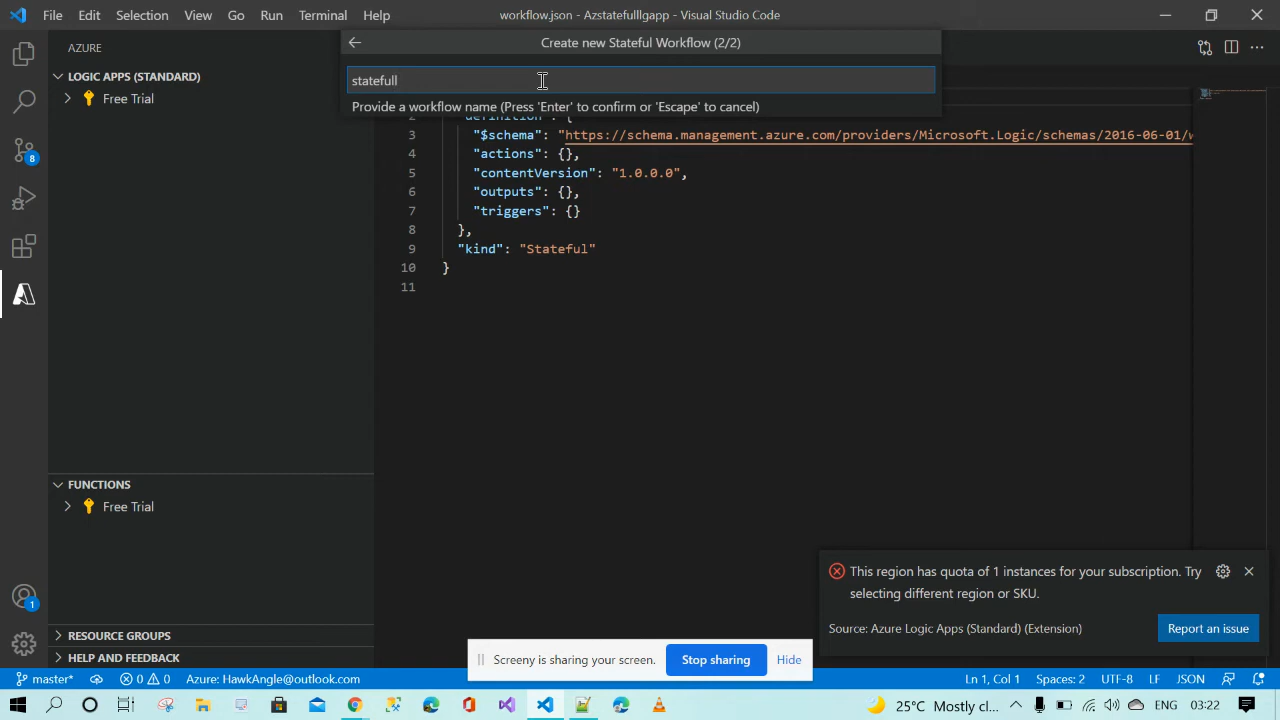 File Edit Selection View Go Run Terminal Help workflow.json - Azstatefulllgapp - Visual Studio Code
AZURE
LOGIC APPS (STANDARD)
Free Trial
Create new Stateful Workflow (2/2)
statefull
Provide a workflow name (Press 'Enter' to confirm or 'Escape' to cancel)
3 "$schema": "https://schema.management.azure.com/providers/Microsoft.Logic/schemas/2016-06-01/w
4 "actions": {},
5 "contentVersion": "1.0.0.0",
6 "outputs": {},
7 "triggers": {}
8 },
9 "kind": "Stateful"
10 }
11
8
FUNCTIONS
Free Trial
This region has quota of 1 instances for your subscription. Try
selecting different region or SKU.
Source: Azure Logic Apps (Standard) (Extension) Report an issue
1
RESOURCE GROUPS
HELP AND FEEDBACK
Screeny is sharing your screen. Stop sharing Hide
master* 0 0 Azure: HawkAngle@outlook.com Ln 1, Col 1 Spaces: 2 UTF-8 LF JSON
25°C Mostly cl... ENG 03:22